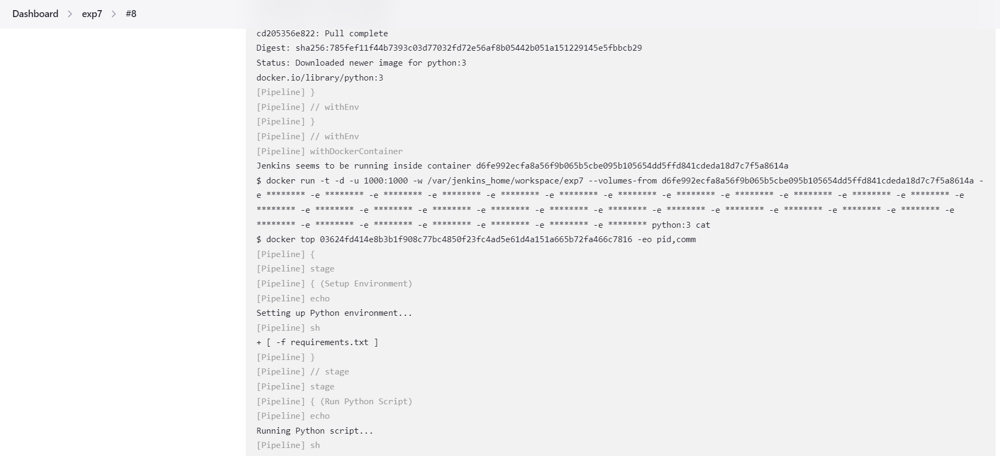 Dashboard > exp7 > #8
cd205356e822: Pull complete
Digest: sha256:785fef11f44b7393c03d77032fd72e56af8b05442b051a151229145e5fbbcb29
Status: Downloaded newer image for python:3
docker.io/library/python:3
[Pipeline] }
[Pipeline] // withEnv
[Pipeline] }
[Pipeline] // withEnv
[Pipeline] withDockerContainer
Jenkins seems to be running inside container d6fe992ecfa8a56f9b065b5cbe095b105654dd5ffd841cdeda18d7c7f5a8614a
$ docker run -t -d -u 1000:1000 -w /var/jenkins_home/workspace/exp7 --volumes-from d6fe992ecfa8a56f9b065b5cbe095b105654dd5ffd841cdeda18d7c7f5a8614a -
e ******** -e ******** -e ******** -e ******** -e ******** -e ******** -e ******** -e ******** -e ******** -e ******** -e ******** -e ******** -e
******** -e ******** -e ******** -e ******** -e ******** -e ******** -e ******** -e ******** -e ******** -e ******** -e ******** -e ******** -e
******** -e ******** -e ******** -e ******** -e ******** -e ******** -e ******** python:3 cat
$ docker top 03624fd414e8b3b1f908c77bc4850f23fc4ad5e61d4a151a665b72fa466c7816 -eo pid,comm
[Pipeline] {
[Pipeline] stage
[Pipeline] { (Setup Environment)
[Pipeline] echo
Setting up Python environment...
[Pipeline] sh
+ [ -f requirements.txt ]
[Pipeline] }
[Pipeline] // stage
[Pipeline] stage
[Pipeline] { (Run Python Script)
[Pipeline] echo
Running Python script...
[Pipeline] sh